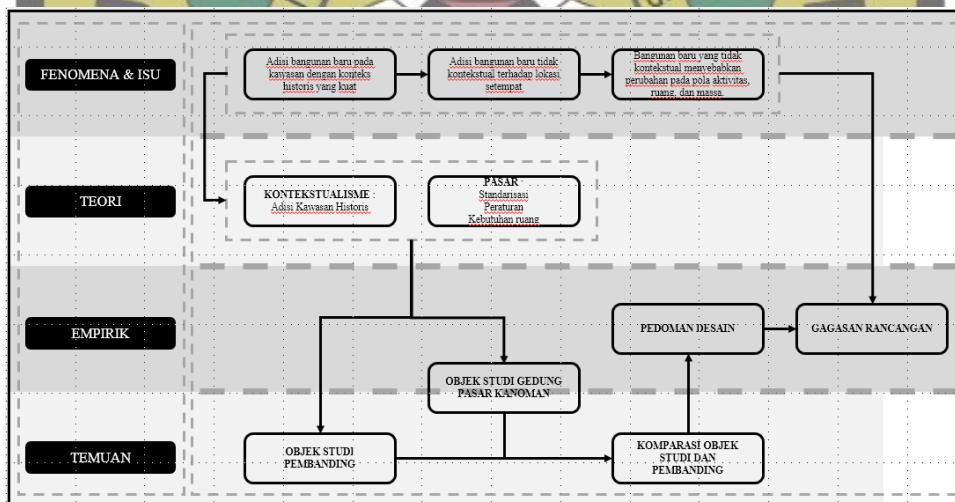 FENOMENA & ISU
Adisi bangunan baru pada
kawasan dengan konteks
historis yang kuat
Adisi bangunan baru tidak
kontekstual terhadap lokasi
setempat
Bangunan baru yang tidak
kontekstual menyebabkan
perubahan pada pola aktivitas,
ruang, dan massa.
TEORI
KONTEKSTUALISME :
Adisi Kawasan Historis
PASAR
Standarisasi
Peraturan
Kebutuhan ruang
EMPIRIK
PEDOMAN DESAIN
GAGASAN RANCANGAN
OBJEK STUDI GEDUNG
PASAR KANOMAN
TEMUAN
OBJEK STUDI
PEMBANDING
KOMPARASI OBJEK
STUDI DAN
PEMBANDING